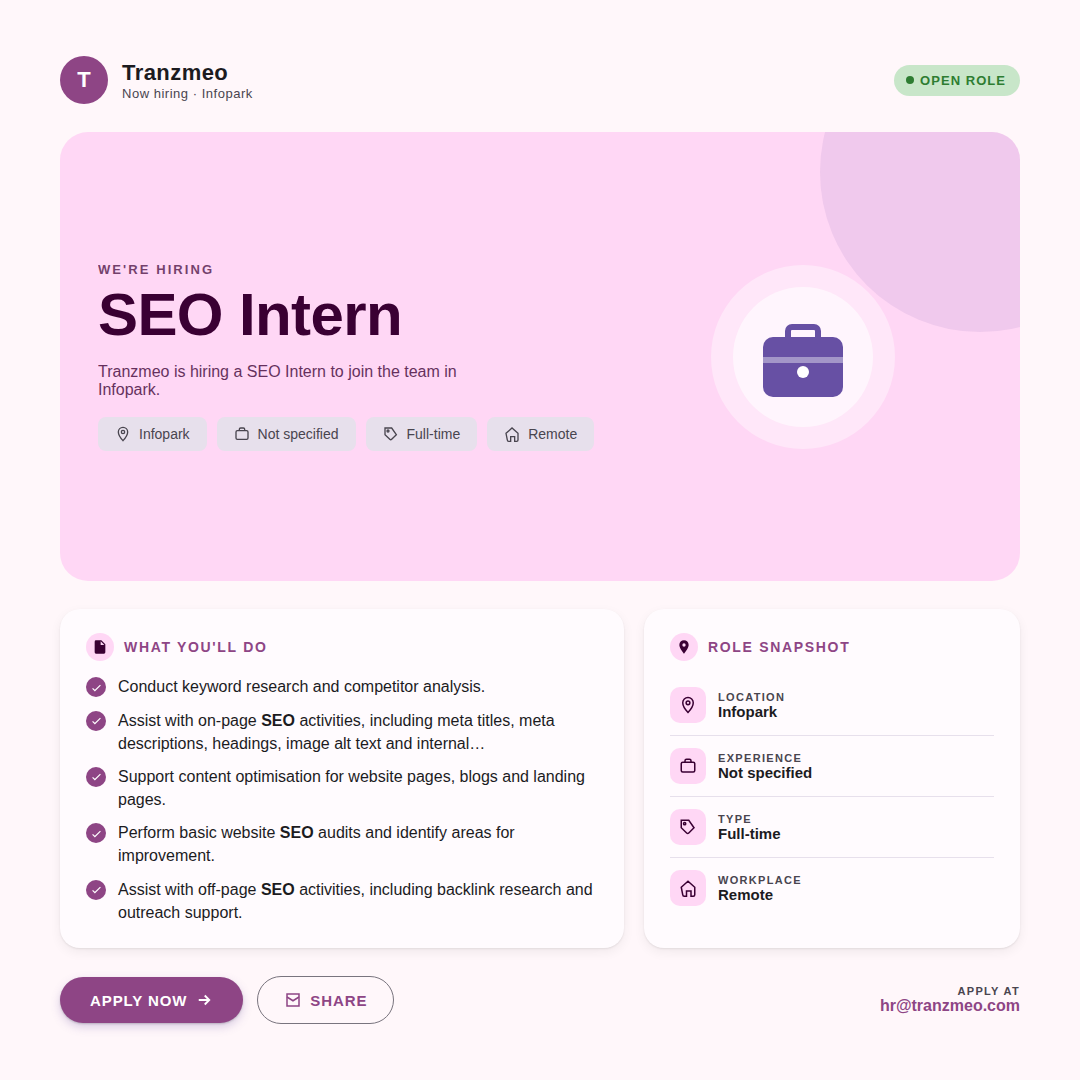 T
Tranzmeo
Now hiring · Infopark
OPEN ROLE
WE'RE HIRING
SEO Intern
Tranzmeo is hiring a SEO Intern to join the team in
Infopark.
Infopark
Not specified
Full-time
Remote
WHAT YOU'LL DO
Conduct keyword research and competitor analysis.
Assist with on-page SEO activities, including meta titles, meta
descriptions, headings, image alt text and internal…
Support content optimisation for website pages, blogs and landing
pages.
Perform basic website SEO audits and identify areas for
improvement.
Assist with off-page SEO activities, including backlink research and
outreach support.
ROLE SNAPSHOT
LOCATION
Infopark
EXPERIENCE
Not specified
TYPE
Full-time
WORKPLACE
Remote
APPLY NOW
SHARE
APPLY AT
hr@tranzmeo.com